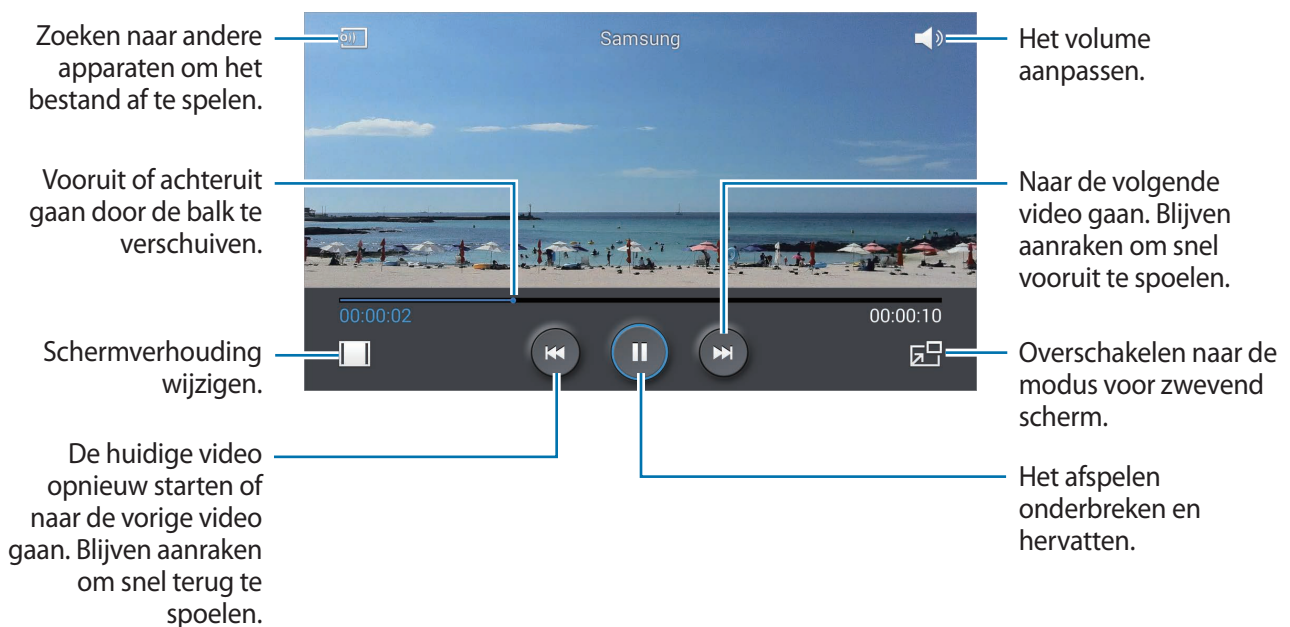 Zoeken naar andere
apparaten om het
bestand af te spelen.
Samsung
Het volume
aanpassen.
Vooruit of achteruit
gaan door de balk te
verschuiven.
Naar de volgende
video gaan. Blijven
aanraken om snel
vooruit te spoelen.
00:00:02
00:00:10
Schermverhouding
wijzigen.
Overschakelen naar de
modus voor zwevend
scherm.
De huidige video
opnieuw starten of
naar de vorige video
gaan. Blijven aanraken
om snel terug te
spoelen.
Het afspelen
onderbreken en
hervatten.